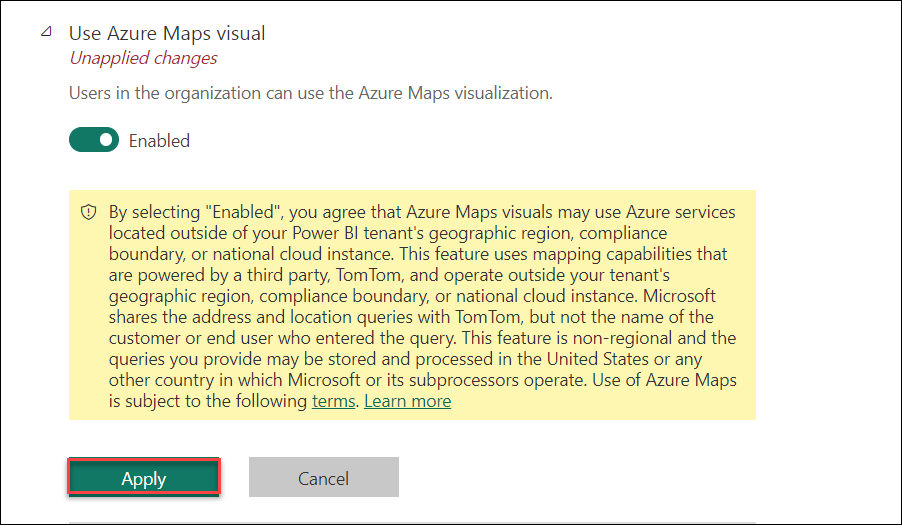 Use Azure Maps visual
Unapplied changes
Users in the organization can use the Azure Maps visualization.
Enabled
By selecting "Enabled", you agree that Azure Maps visuals may use Azure services
located outside of your Power BI tenant's geographic region, compliance
boundary, or national cloud instance. This feature uses mapping capabilities that
are powered by a third party, TomTom, and operate outside your tenant's
geographic region, compliance boundary, or national cloud instance. Microsoft
shares the address and location queries with TomTom, but not the name of the
customer or end user who entered the query. This feature is non-regional and the
queries you provide may be stored and processed in the United States or any
other country in which Microsoft or its subprocessors operate. Use of Azure Maps
is subject to the following terms. Learn more
Apply
Cancel